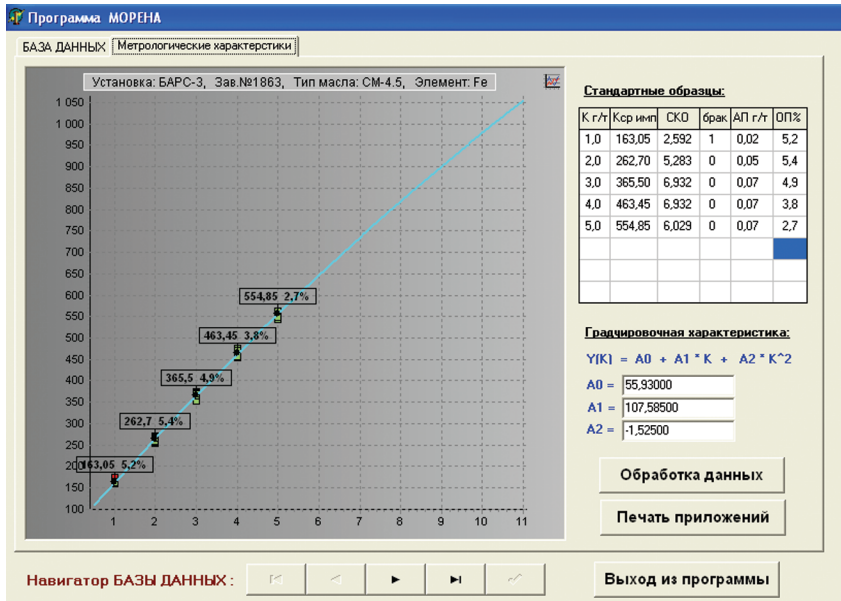 Программа МОРЕНА
БАЗА ДАННЫХ Метрологические характерстики
Установка: БАРС-3, Зав.№1863, Тип масла: СМ-4.5, Элемент: Fe
1 050
1 000
950
900
850
800
750
700
650
600
550
500
450
400
350
300
250
200
150
100
554,85 2,7%
463,45 3,8%
365,5 4,9%
262,7 5,4%
163,05 5,2%
1 2 3 4 5 6 7 8 9 10 11
Стандартные образцы:
К г/т Кср имп СКО брак АП г/т ОП%
1,0 163,05 2,592 1 0,02 5,2
2,0 262,70 5,283 0 0,05 5,4
3,0 365,50 6,932 0 0,07 4,9
4,0 463,45 6,932 0 0,07 3,8
5,0 554,85 6,029 0 0,07 2,7
Градчировочная характеристика:
Y(K) = A0 + A1 * K + A2 * K^2
A0 = 55,93000
A1 = 107,58500
A2 = -1,52500
Обработка данных
Печать приложений
Навигатор БАЗЫ ДАННЫХ :
Выход из программы